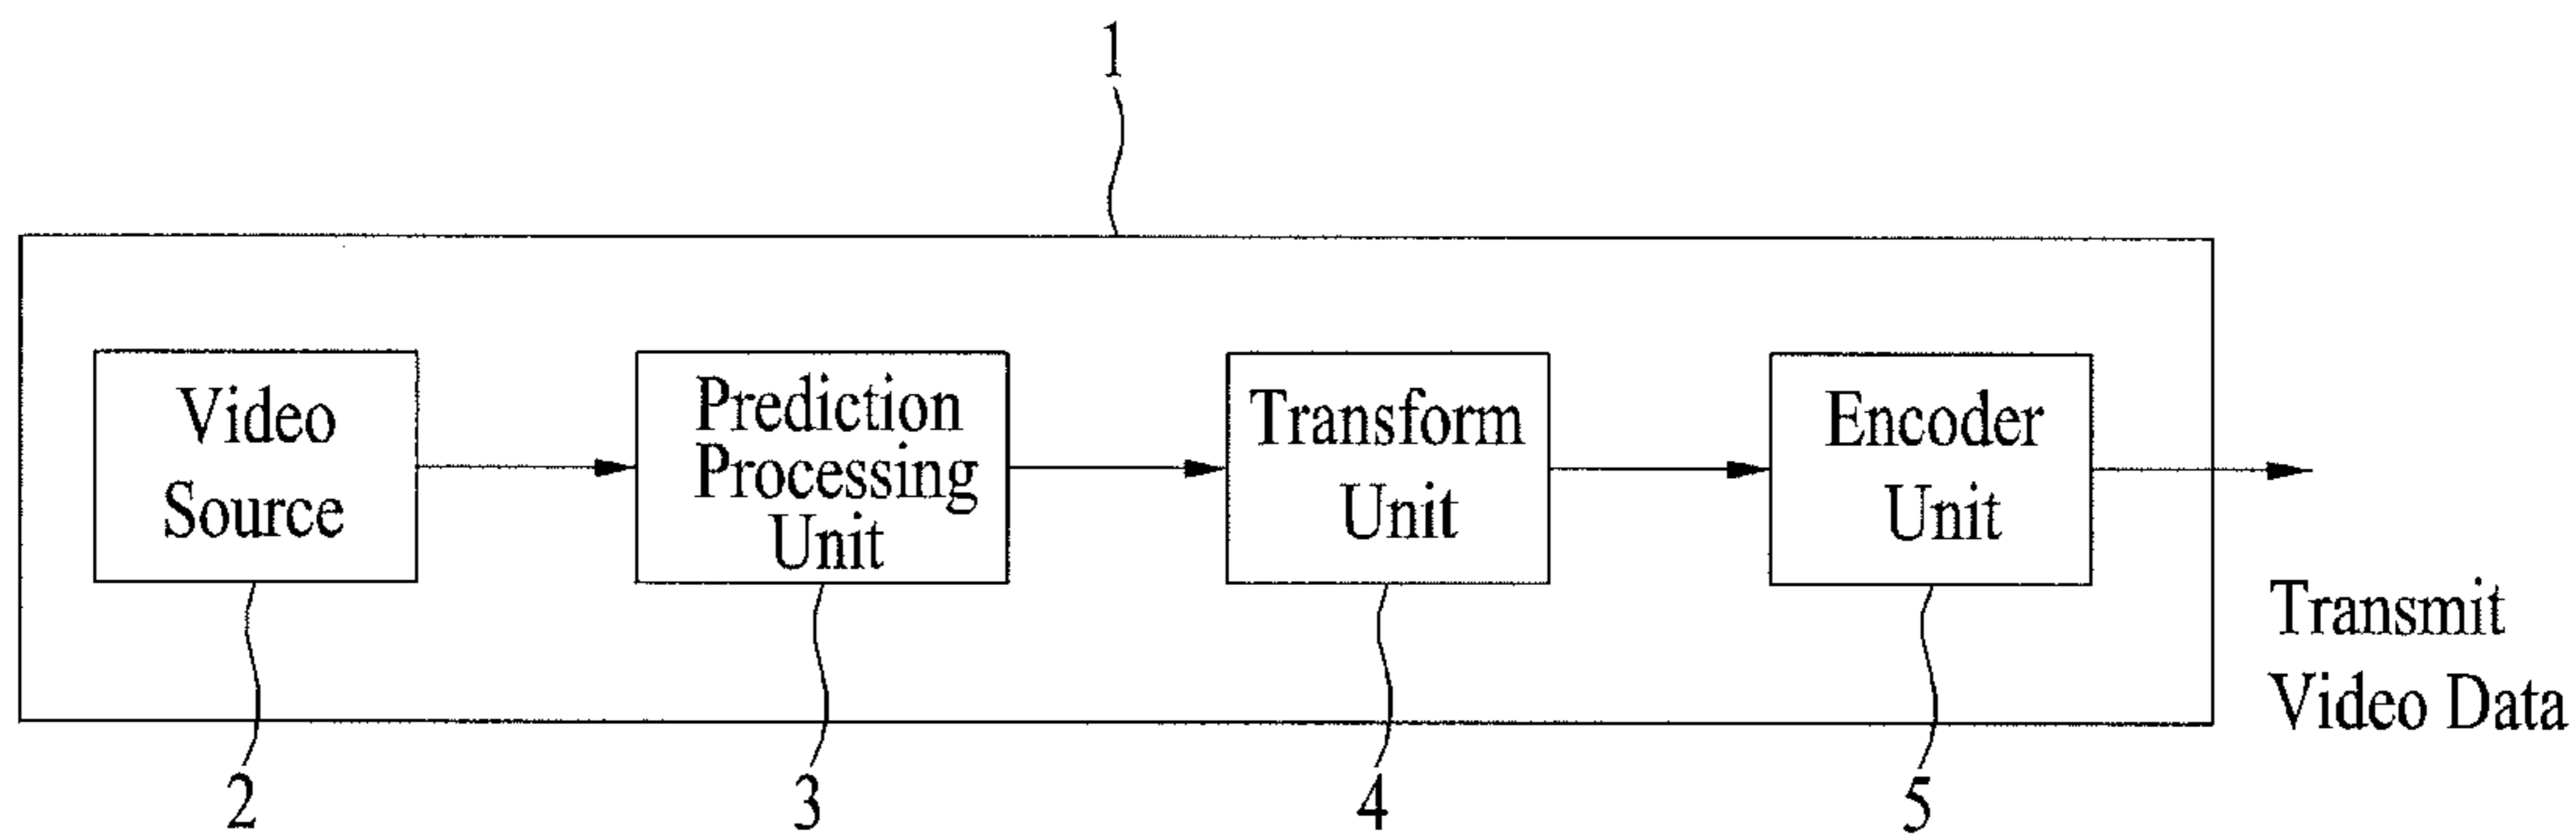 1
Video
Source
Prediction
Processing
Unit
Transform
Unit
Encoder
Unit
Transmit
Video Data
2
3
4
5